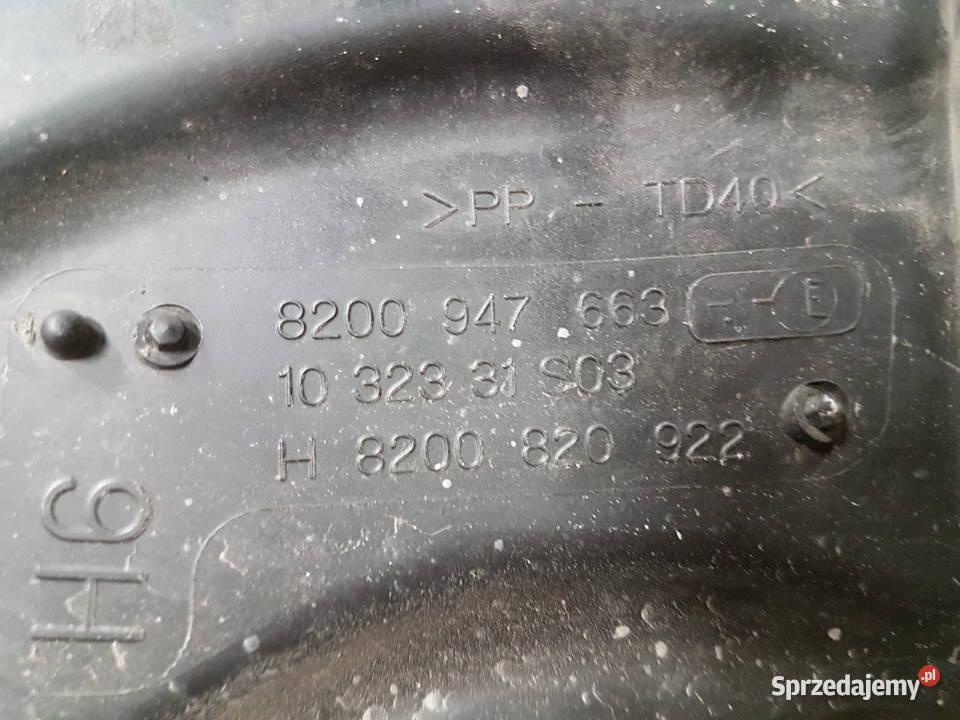 >PP - TD40<
8200 947 663 - - E
10 323 31 S03
H 8200 820 922
H6
Sprzedajemy.pl